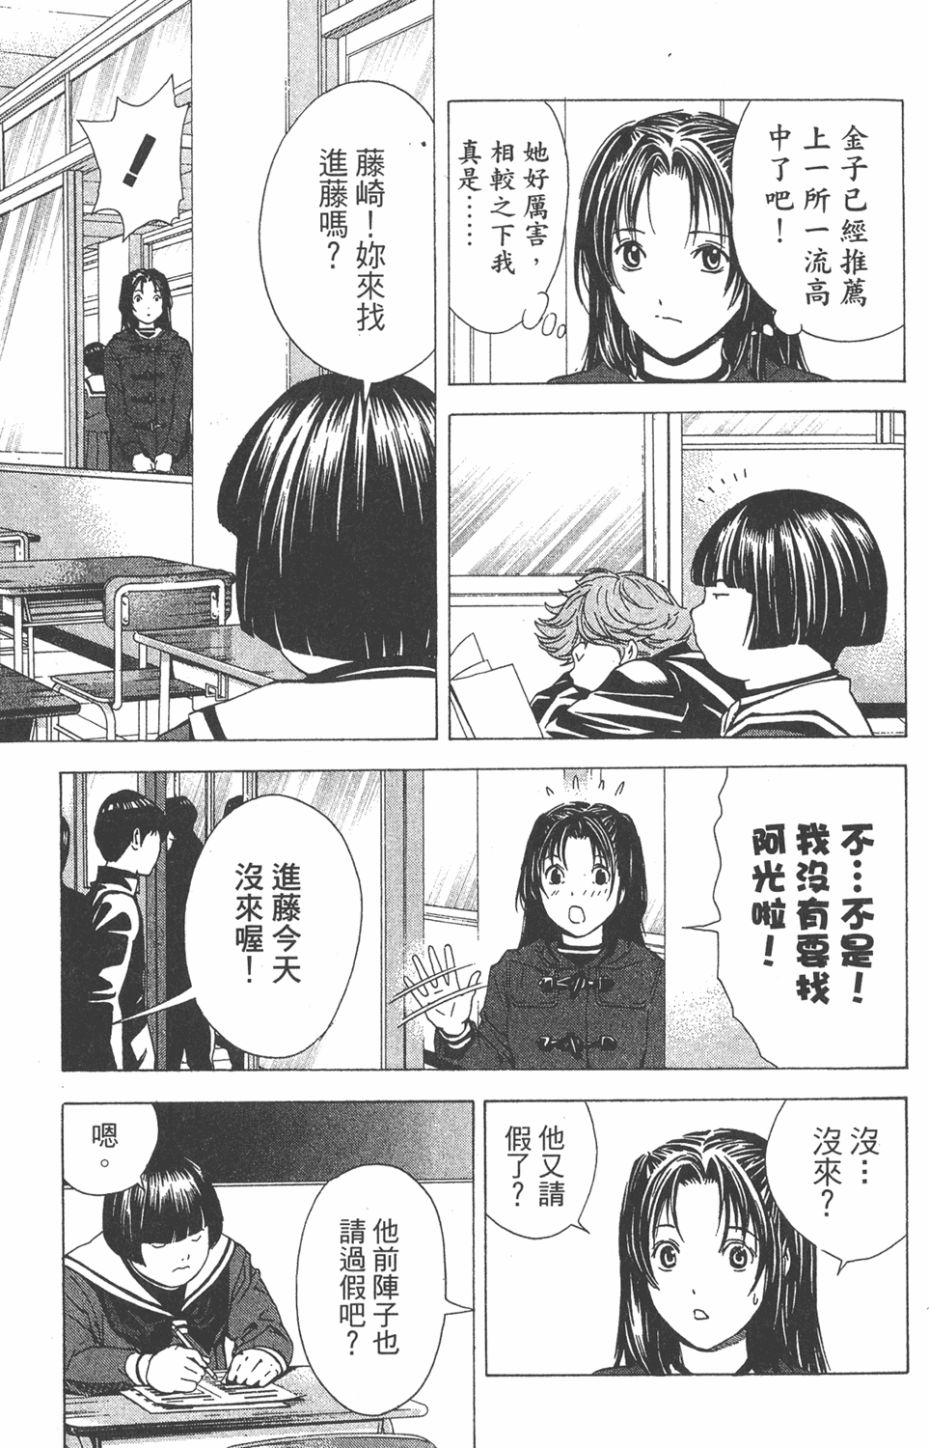 金子已經推薦
上一所一流高
中了吧！
她好厲害，
相較之下我
真是……
藤崎！妳來找
進藤嗎？
！
不…不是！
我沒有要找
阿光啦！
進藤今天
沒來喔！
沒…
沒來？
他又請
假了？
他前陣子也
請過假吧？
嗯。